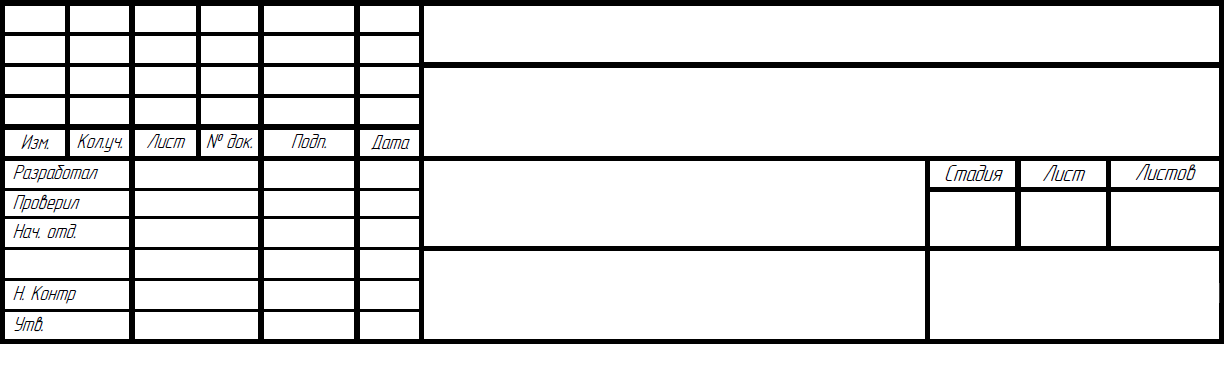 Изм. Кол.уч. Лист № док. Подп. Дата
Разработал
Стадия Лист Листов
Проверил
Нач. отд.
Н. Контр
Утв.